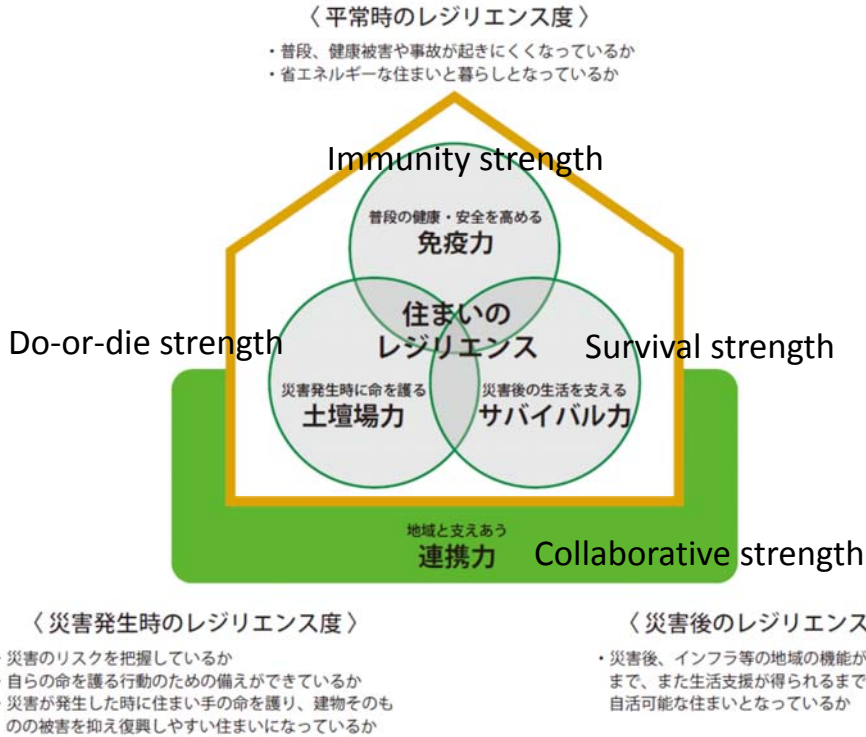 〈 平常時のレジリエンス度 〉
・普段、健康被害や事故が起きにくくなっているか
・省エネルギーな住まいと暮らしとなっているか
Immunity strength
普段の健康・安全を高める
免疫力
住まいの
レジリエンス
Do-or-die strength
Survival strength
災害発生時に命を護る
土壇場力
災害後の生活を支える
サバイバル力
地域と支えあう
連携力
Collaborative strength
〈 災害発生時のレジリエンス度 〉
・災害のリスクを把握しているか
・自らの命を護る行動のための備えができているか
・災害が発生した時に住まい手の命を護り、建物そのも
のの被害を抑え復興しやすい住まいになっているか
〈 災害後のレジリエンス
・災害後、インフラ等の地域の機能が
まで、また生活支援が得られるまで
自活可能な住まいとなっているか